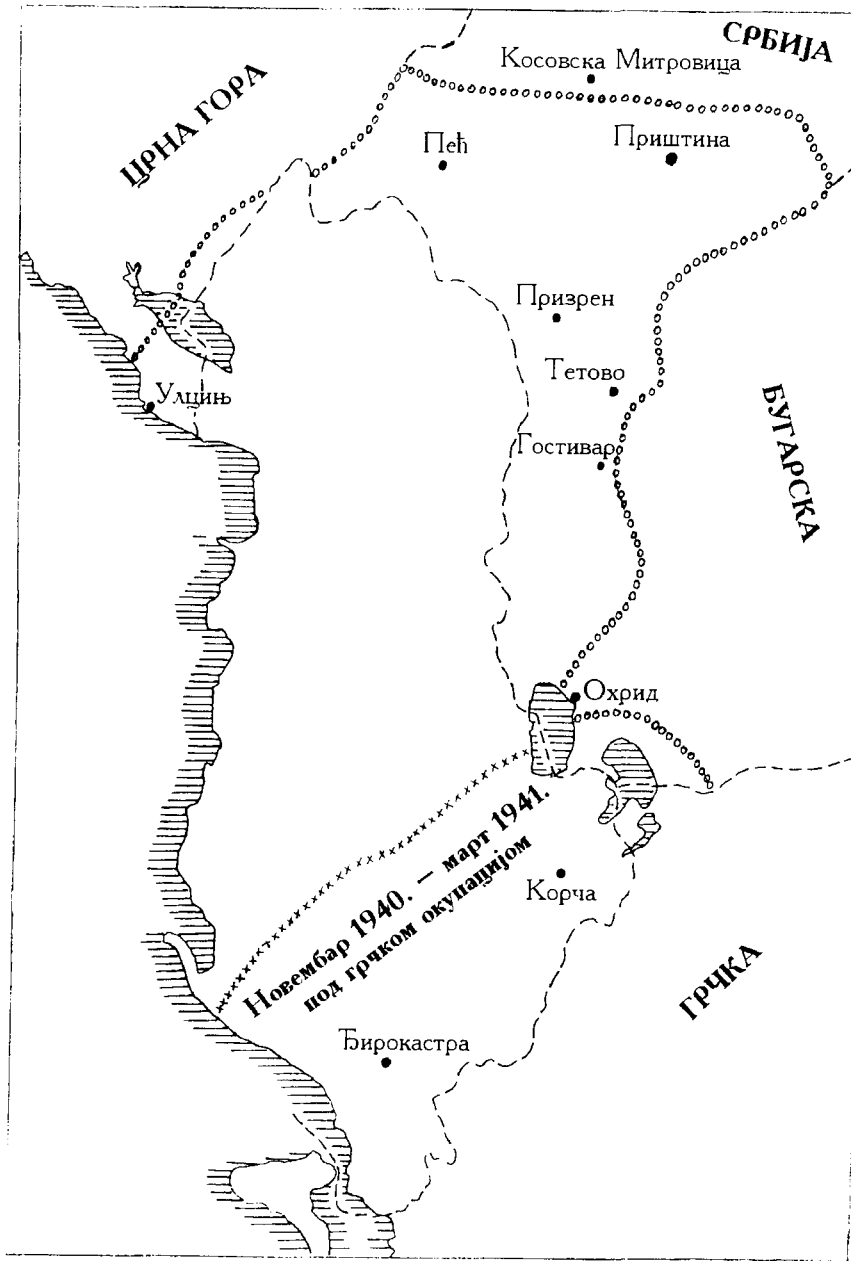 СРБИЈА
Косовска Митровица
ЦРНА ГОРА
Пећ
Приштина
Призрен
Тетово
Улцињ
Гостивар
БУГАРСКА
Охрид
Новембар 1940. – март 1941.
под грчком окупацијом
Корча
ГРЧКА
Ђирокастра